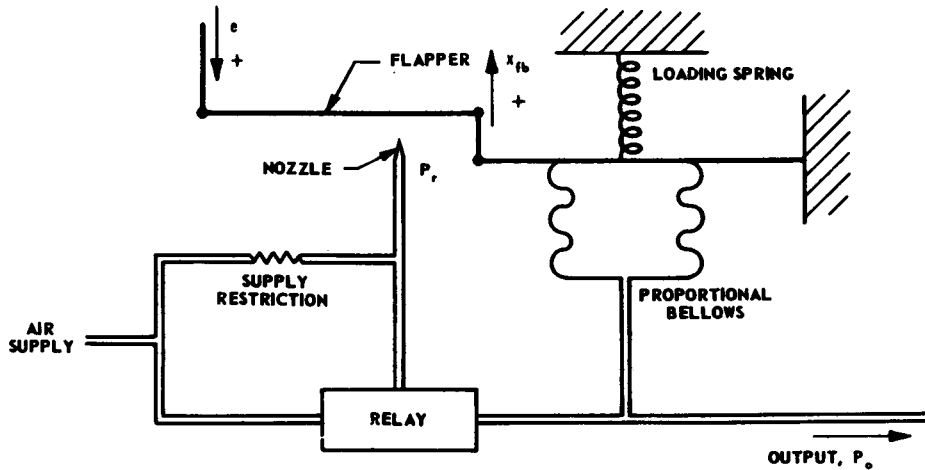 e
+
FLAPPER
x_fb
+
LOADING SPRING
NOZZLE
P_r
SUPPLY
RESTRICTION
PROPORTIONAL
BELLOWS
AIR
SUPPLY
RELAY
OUTPUT, P_o